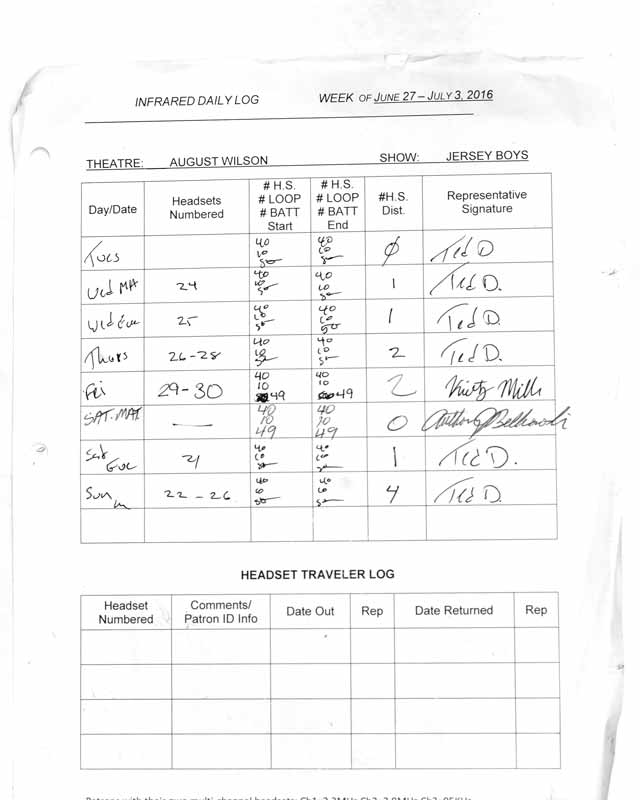 INFRARED DAILY LOG WEEK OF JUNE 27 – JULY 3, 2016
THEATRE: AUGUST WILSON SHOW: JERSEY BOYS
Day/Date Headsets Numbered # H.S. # LOOP # BATT Start # H.S. # LOOP # BATT End #H.S. Dist. Representative Signature
Tues 40 10 50 40 10 50 0 Ted D
Wed MA 24 40 10 50 40 10 50 1 Ted D.
Wed Eve 25 40 10 50 40 10 50 1 Ted D.
Thurs 26-28 40 10 50 40 10 50 2 Ted D.
Fri 29-30 40 10 49 40 10 49 2 Mills
SAT. MAT — 40 10 49 40 10 49 0 Anthony
Sat Eve 21 40 10 50 40 10 50 1 Ted D.
Sun m 22-26 40 10 50 40 10 50 4 Ted D.
HEADSET TRAVELER LOG
Headset Numbered Comments/ Patron ID Info Date Out Rep Date Returned Rep